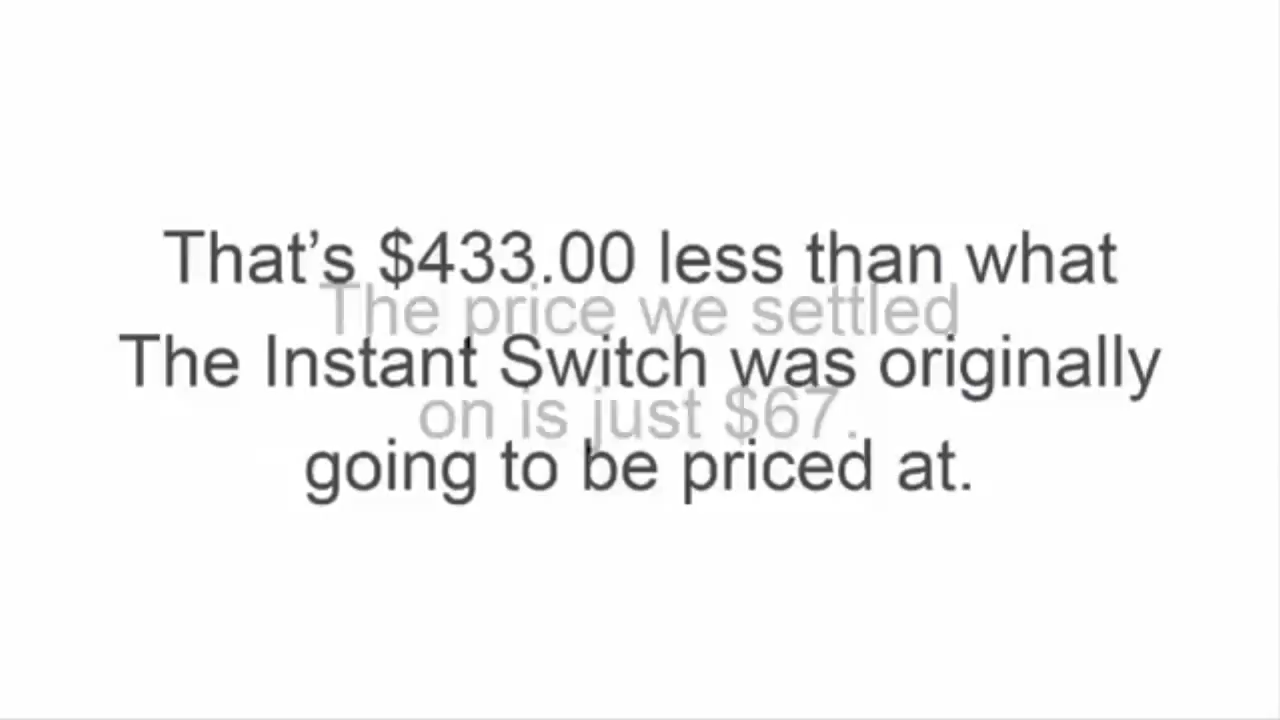 That’s $433.00 less than what
The price we settled
The Instant Switch was originally
on is just $67.
going to be priced at.